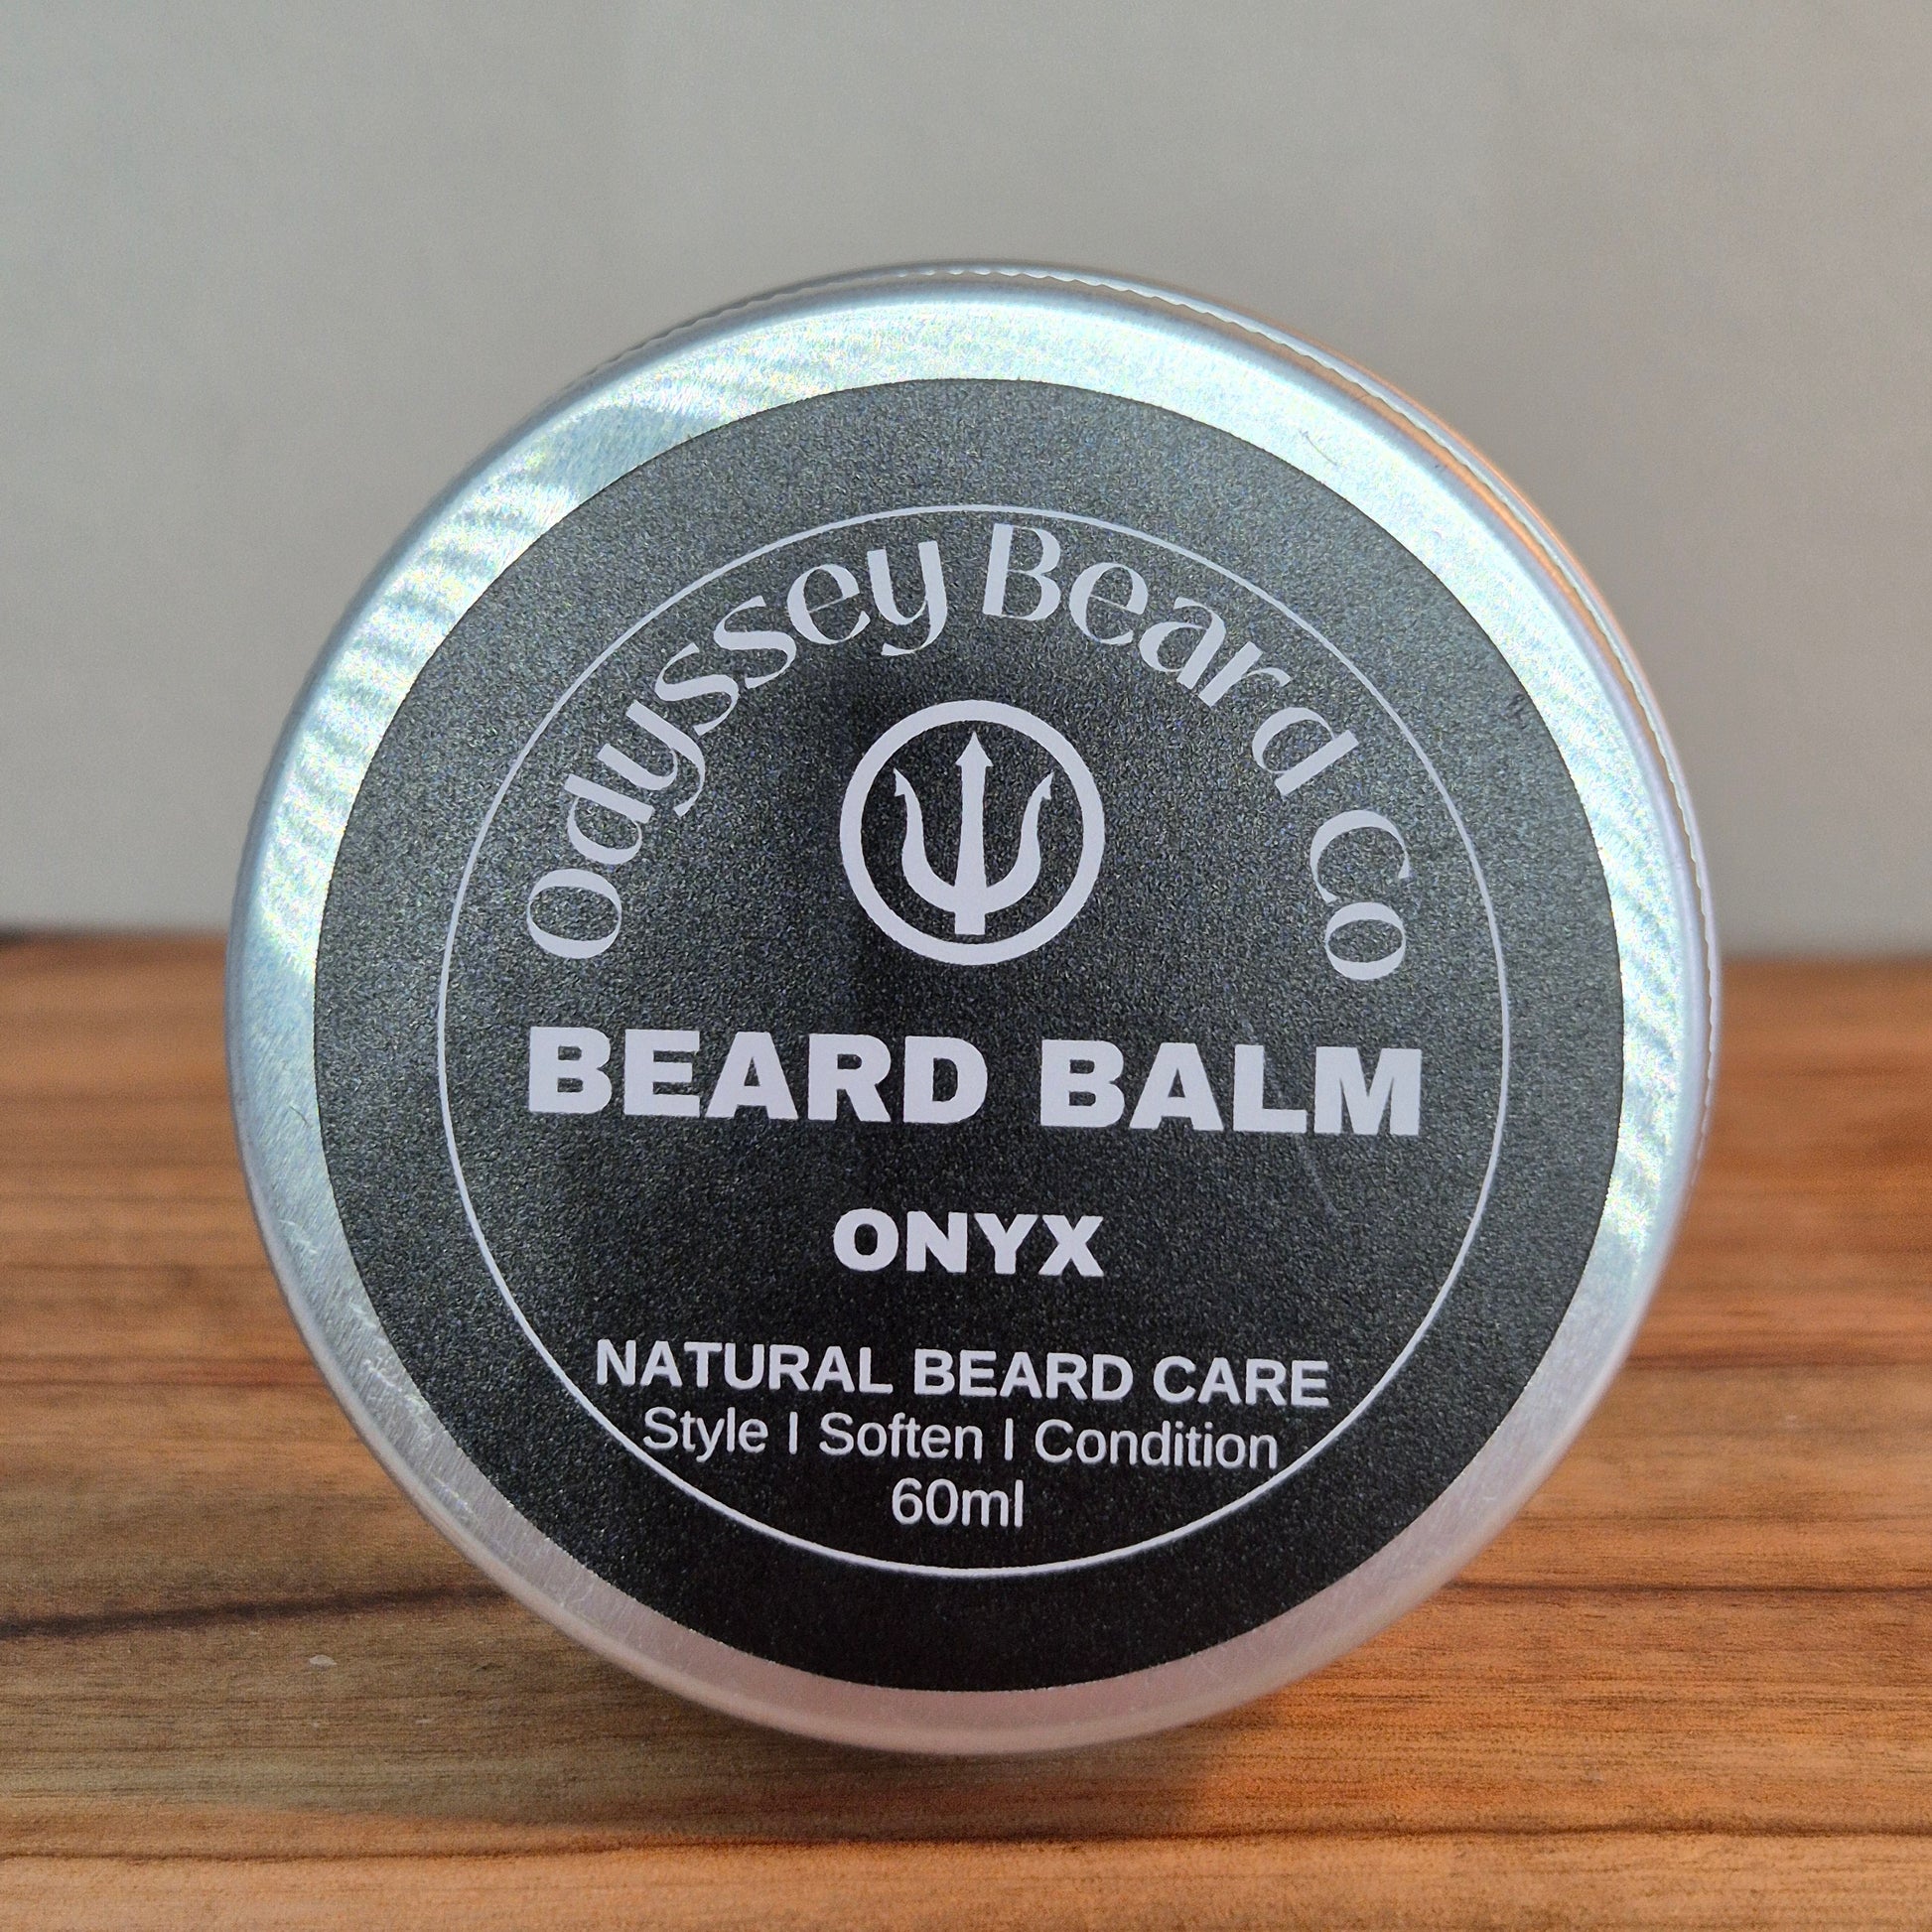 Odyssey Beard Co
BEARD BALM
ONYX
NATURAL BEARD CARE
Style | Soften | Condition
60ml